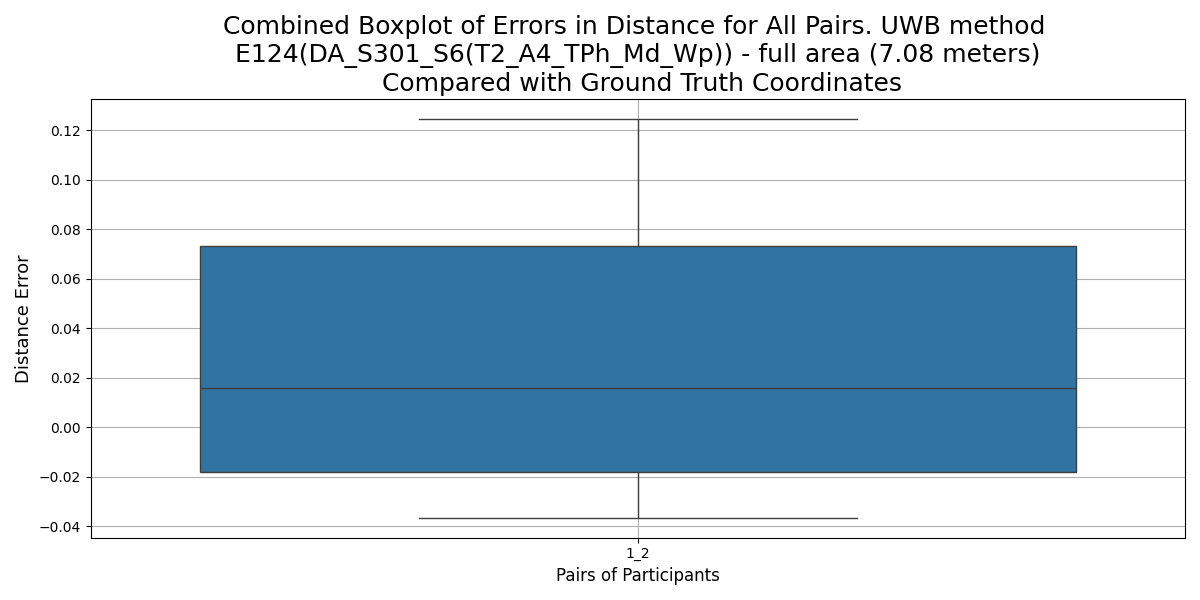 Combined Boxplot of Errors in Distance for All Pairs. UWB method
E124(DA_S301_S6(T2_A4_TPh_Md_Wp)) - full area (7.08 meters)
Compared with Ground Truth Coordinates
0.12
0.10
0.08
0.06
0.04
0.02
0.00
−0.02
−0.04
Distance Error
1_2
Pairs of Participants